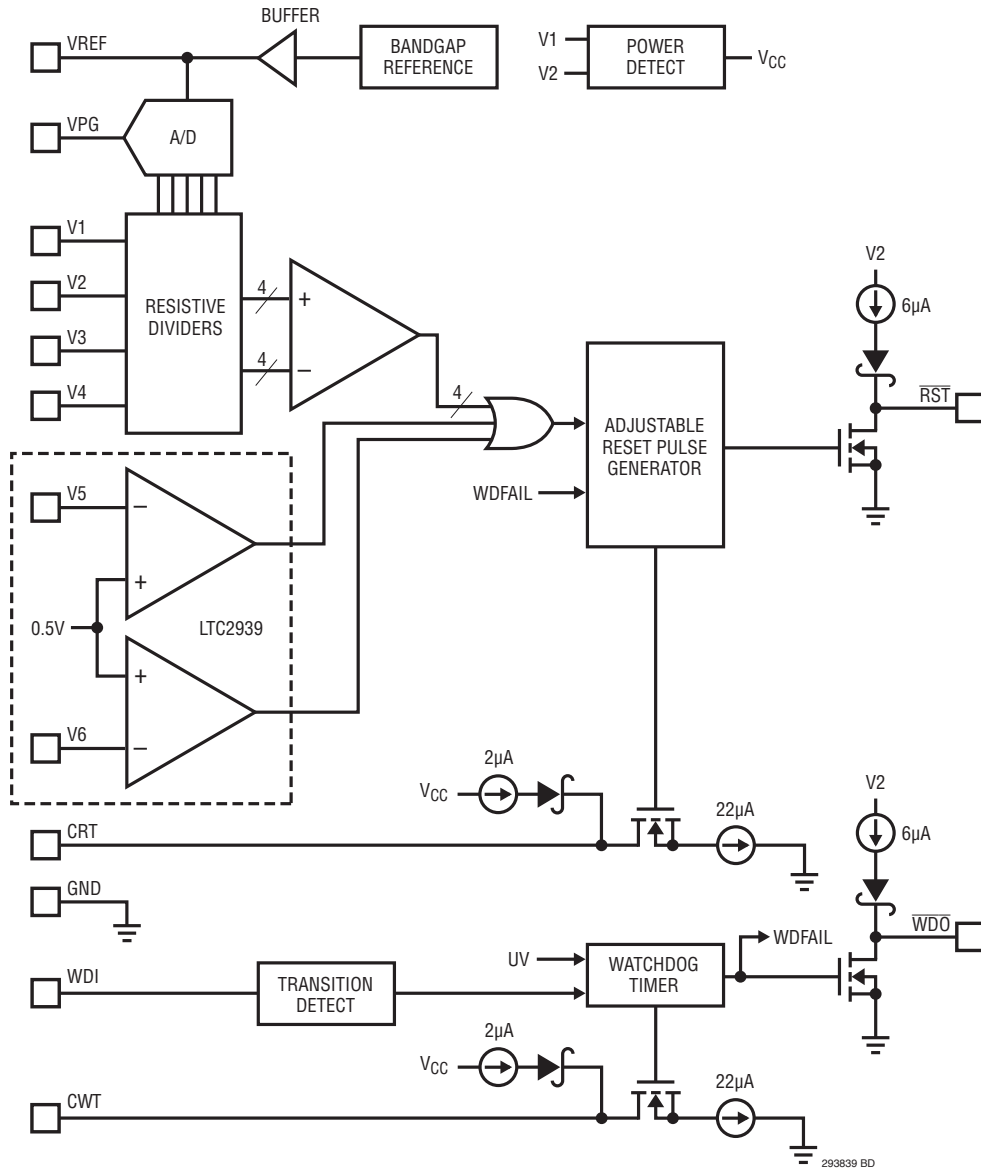 BUFFER
VREF
BANDGAP
REFERENCE
V1
V2
POWER
DETECT
VCC
VPG
A/D
V1
V2
V3
V4
RESISTIVE
DIVIDERS
4
4
+
−
4
ADJUSTABLE
RESET PULSE
GENERATOR
WDFAIL
V2
6µA
RST
V5
−
+
0.5V
LTC2939
+
−
V6
2µA
VCC
22µA
CRT
GND
V2
6µA
WDO
WDI
TRANSITION
DETECT
UV
WATCHDOG
TIMER
WDFAIL
2µA
VCC
22µA
CWT
293839 BD